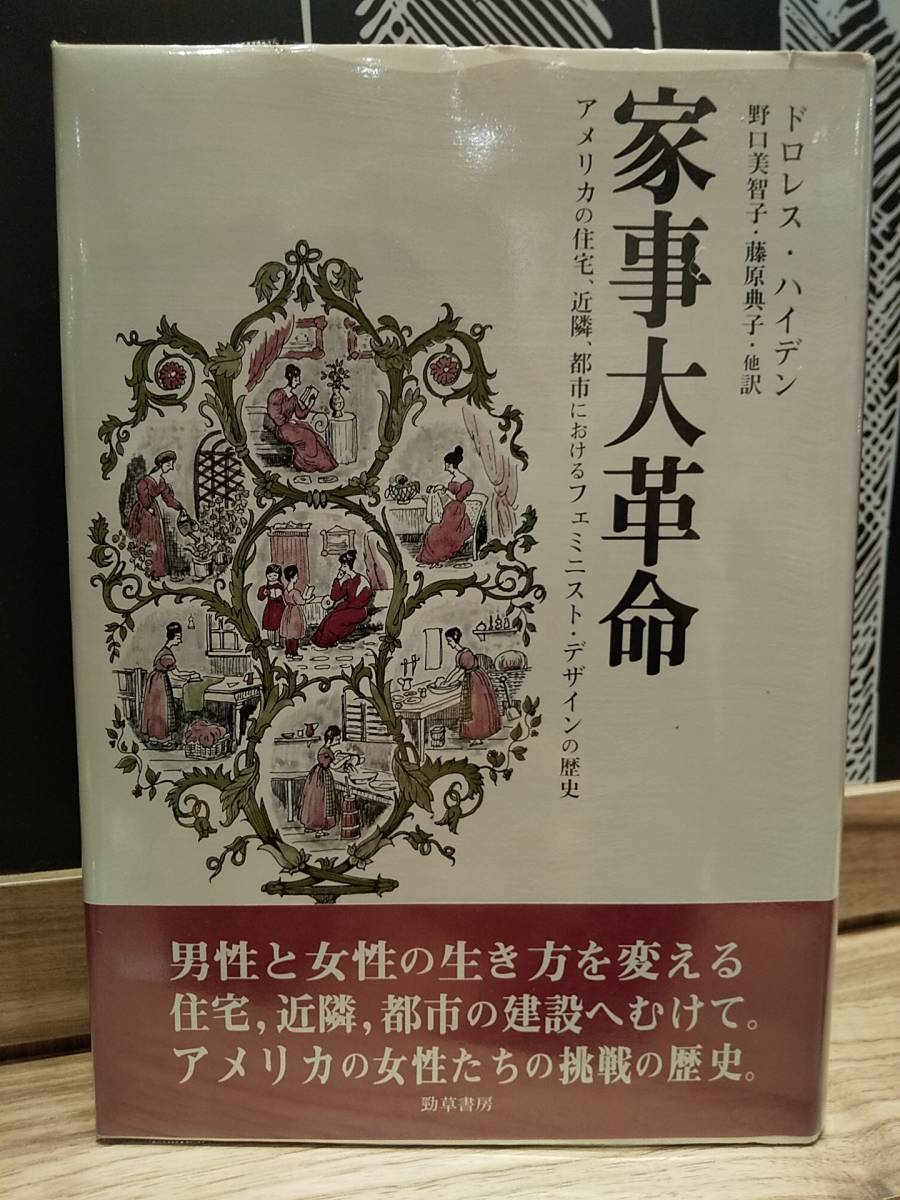 ドロレス・ハイデン
野口美智子・藤原典子・他訳
家事大革命
アメリカの住宅、近隣、都市におけるフェミニスト・デザインの歴史
男性と女性の生き方を変える
住宅,近隣,都市の建設へむけて。
アメリカの女性たちの挑戦の歴史。
勁草書房